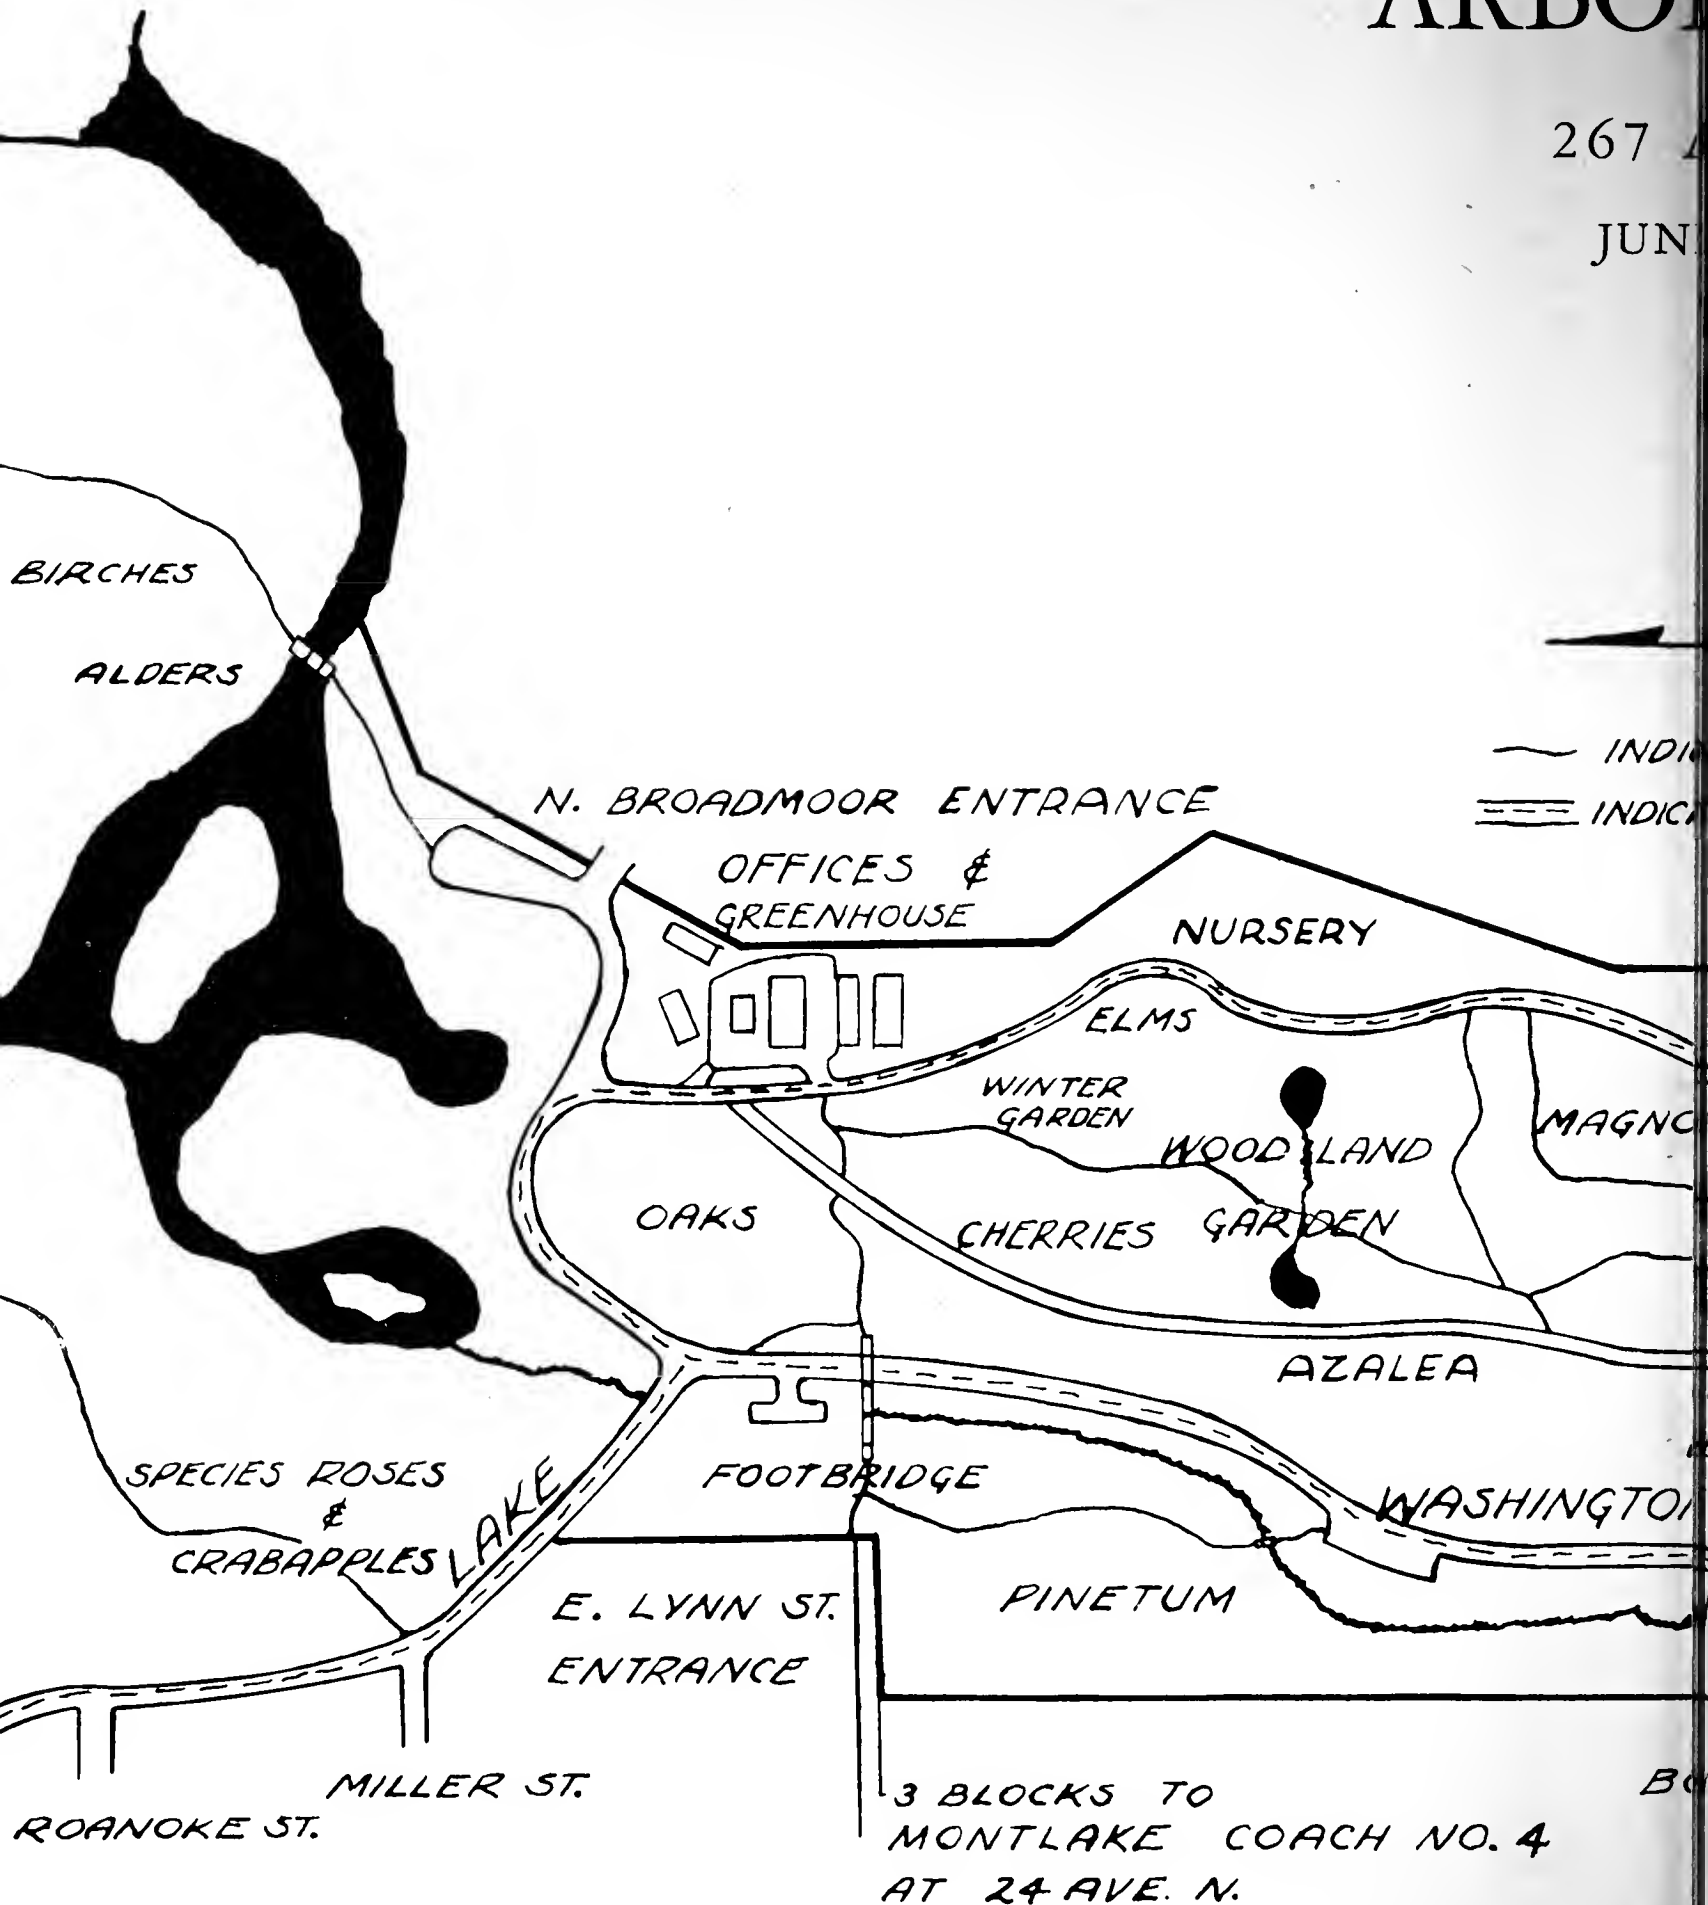 267
BIRCHES
ALDERS
N. BROADMOOR ENTRANCE
OFFICES &
GREENHOUSE
NURSERY
ELMS
WINTER
GARDEN
WOODLAND
GARDEN
OAKS
CHERRIES
AZALEA
SPECIES ROSES
&
CRABAPPLES
LAKE
FOOTBRIDGE
WASHINGTON
PINETUM
E. LYNN ST.
ENTRANCE
MILLER ST.
ROANOKE ST.
3 BLOCKS TO
MONTLAKE COACH NO. 4
AT 24 AVE. N.